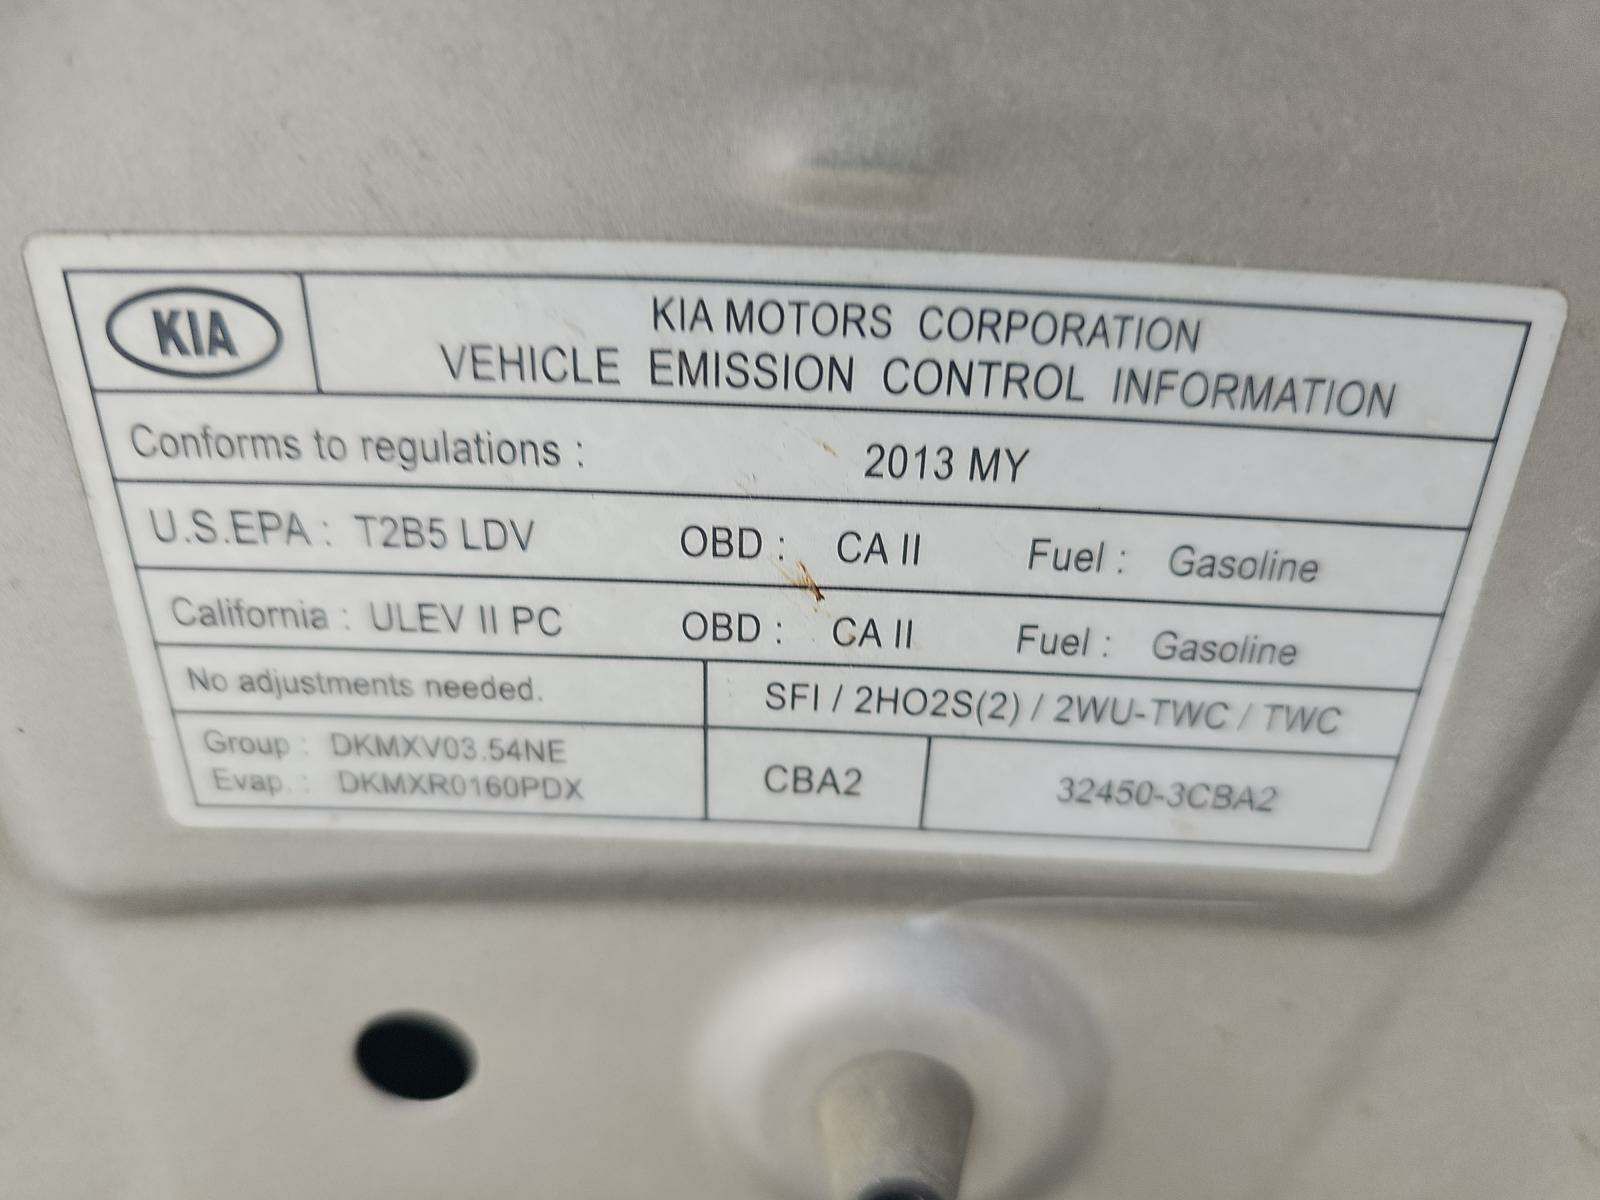 KIA
KIA MOTORS CORPORATION
VEHICLE EMISSION CONTROL INFORMATION
Conforms to regulations : 2013 MY
U.S.EPA : T2B5 LDV OBD : CA II Fuel : Gasoline
California : ULEV II PC OBD : CA II Fuel : Gasoline
No adjustments needed. SFI / 2HO2S(2) / 2WU-TWC / TWC
Group : DKMXV03.54NE
Evap. : DKMXR0160PDX
CBA2
32450-3CBA2